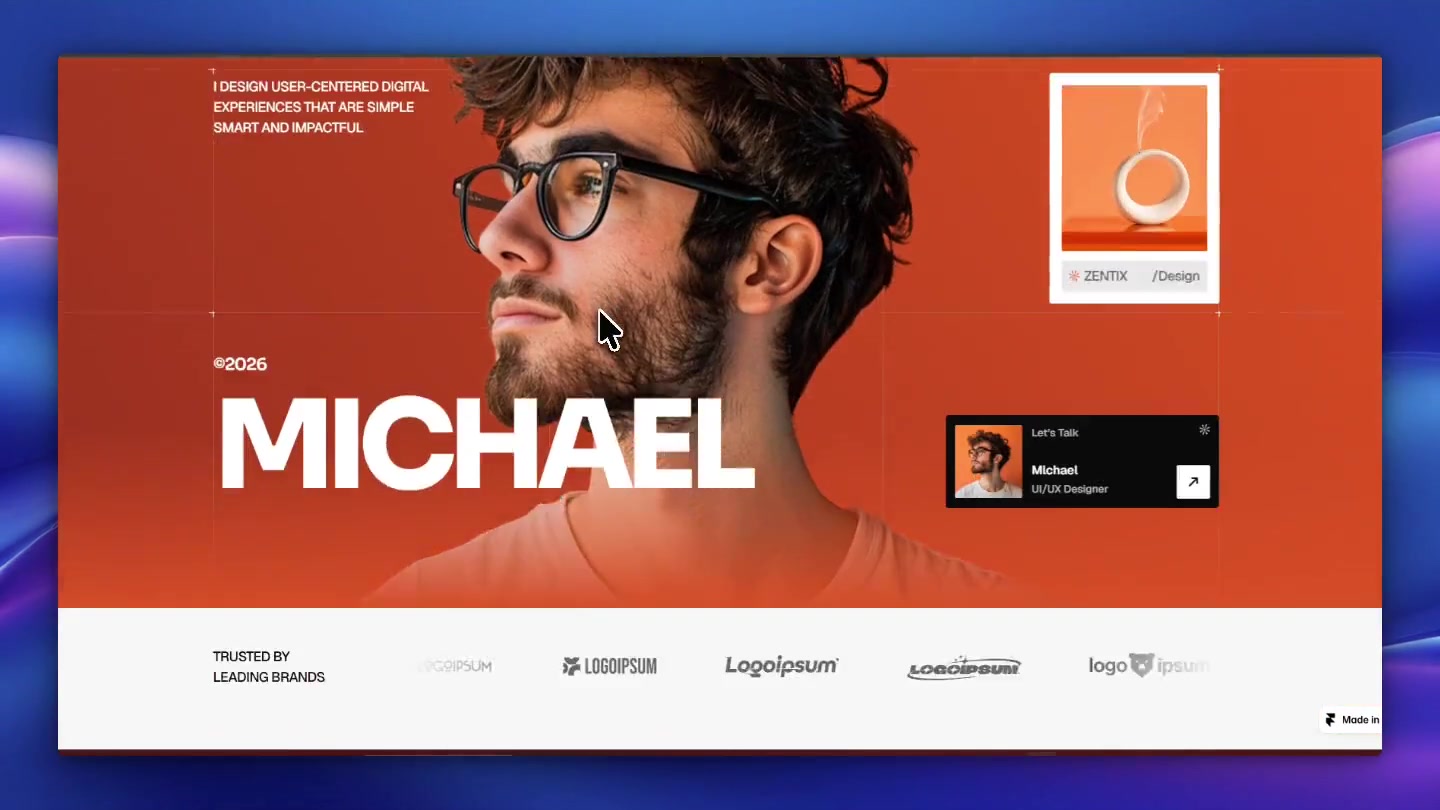 I DESIGN USER-CENTERED DIGITAL
EXPERIENCES THAT ARE SIMPLE
SMART AND IMPACTFUL
ZENTIX /Design
©2026
MICHAEL
Let's Talk
Michael
UI/UX Designer
TRUSTED BY
LEADING BRANDS
LOGOIPSUM
LOGOIPSUM
Logoipsum
LOGOIPSUM
logo ipsum
Made in